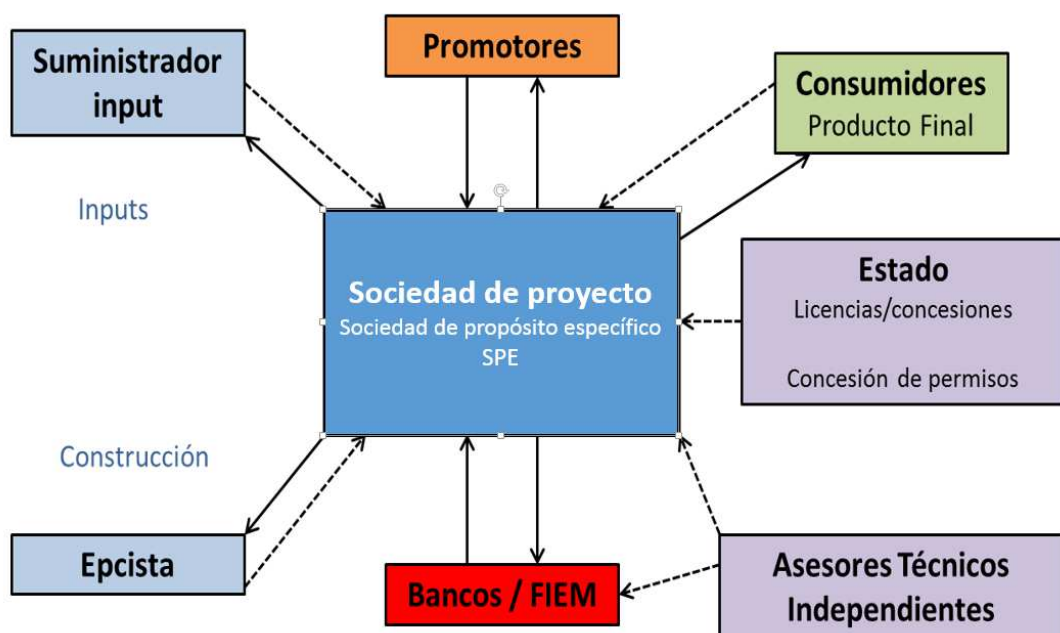 Suministrador
input
Promotores
Consumidores
Producto Final
Inputs
Sociedad de proyecto
Sociedad de propósito específico
SPE
Estado
Licencias/concesiones
Concesión de permisos
Construcción
Epcista
Bancos / FIEM
Asesores Técnicos
Independientes